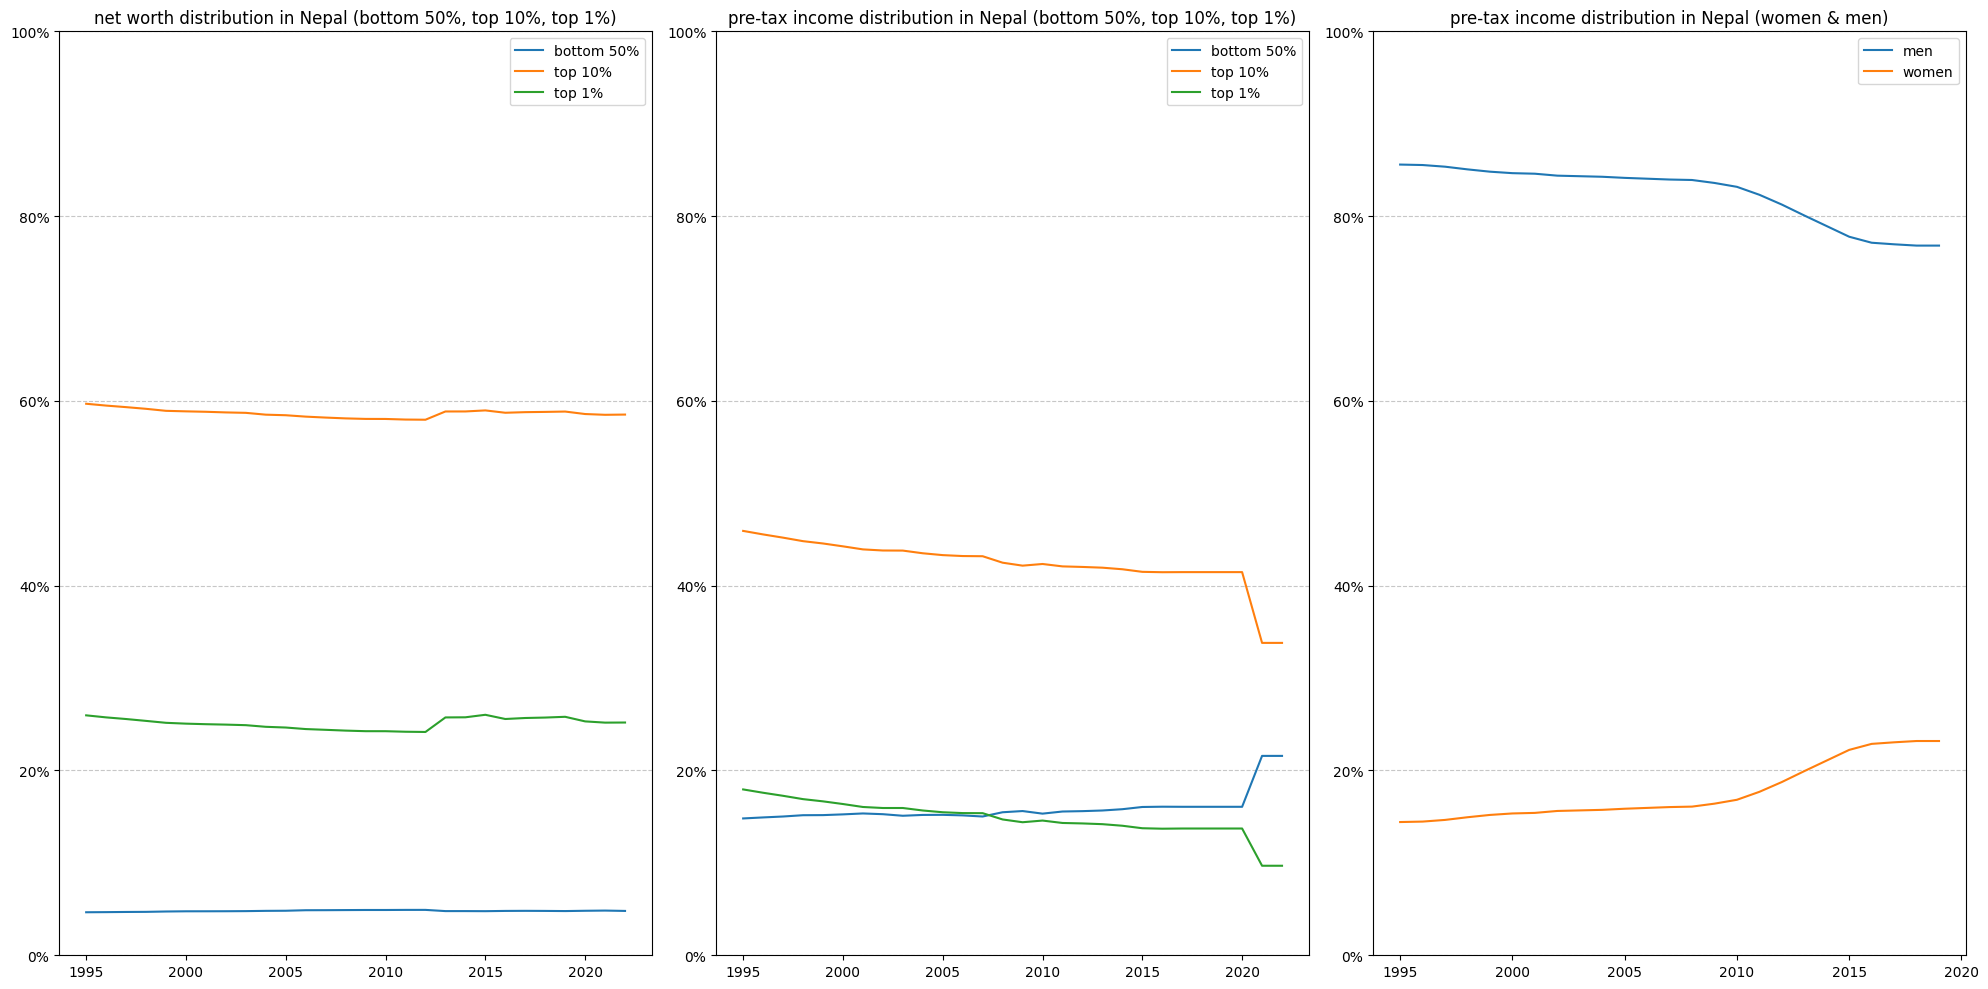 net worth distribution in Nepal (bottom 50%, top 10%, top 1%)
100%
80%
60%
40%
20%
0%
1995 2000 2005 2010 2015 2020
bottom 50%
top 10%
top 1%
pre-tax income distribution in Nepal (bottom 50%, top 10%, top 1%)
100%
80%
60%
40%
20%
0%
1995 2000 2005 2010 2015 2020
bottom 50%
top 10%
top 1%
pre-tax income distribution in Nepal (women & men)
100%
80%
60%
40%
20%
0%
1995 2000 2005 2010 2015 2020
men
women